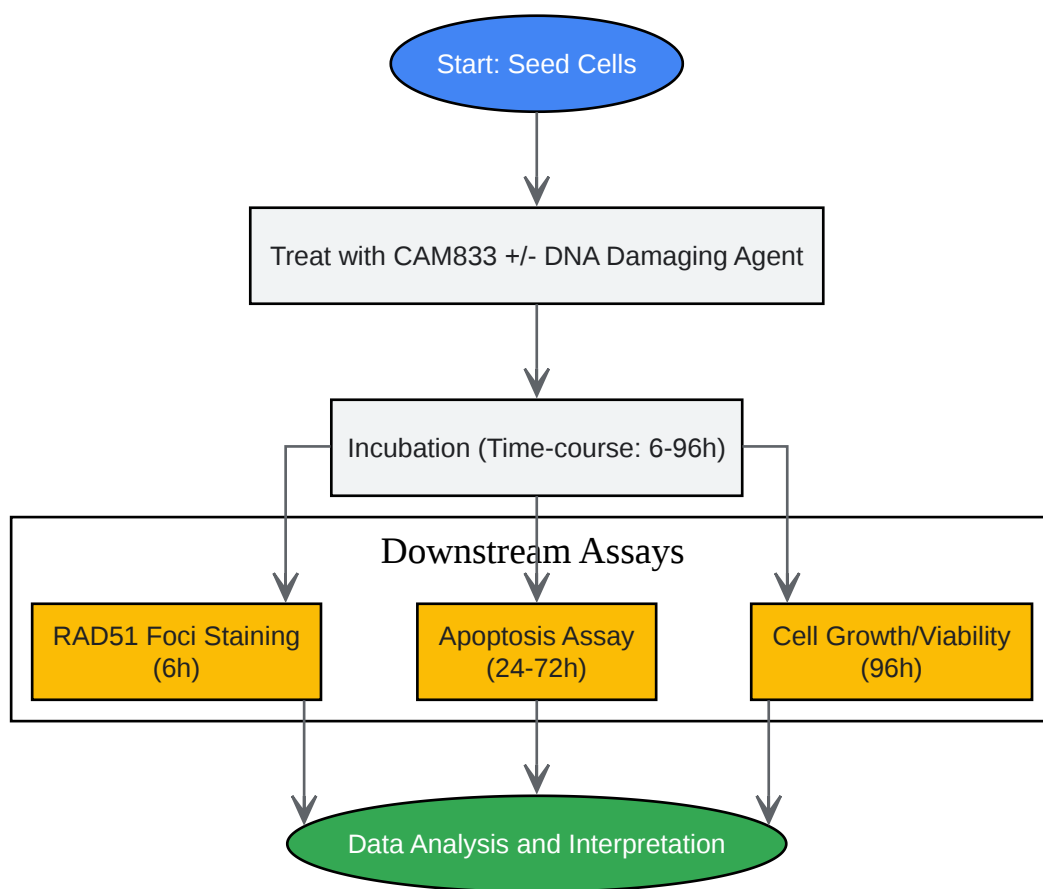 Start: Seed Cells
Treat with CAM833 +/- DNA Damaging Agent
Incubation (Time-course: 6-96h)
Downstream Assays
RAD51 Foci Staining
(6h)
Apoptosis Assay
(24-72h)
Cell Growth/Viability
(96h)
Data Analysis and Interpretation